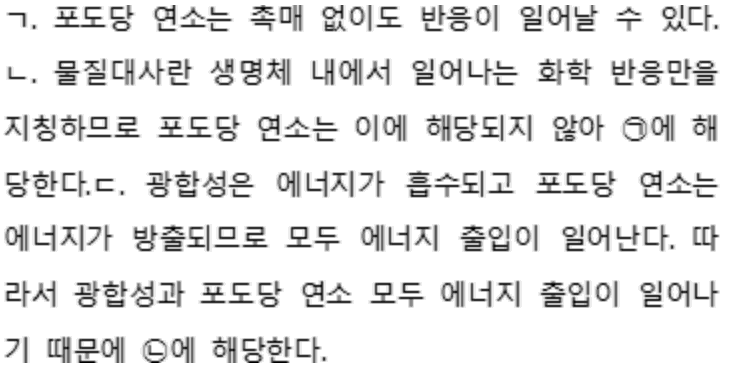 ㄱ. 포도당 연소는 촉매 없이도 반응이 일어날 수 있다.
ㄴ. 물질대사란 생명체 내에서 일어나는 화학 반응만을
지칭하므로 포도당 연소는 이에 해당되지 않아 ㉠에 해
당한다.ㄷ. 광합성은 에너지가 흡수되고 포도당 연소는
에너지가 방출되므로 모두 에너지 출입이 일어난다. 따
라서 광합성과 포도당 연소 모두 에너지 출입이 일어나
기 때문에 ㉡에 해당한다.